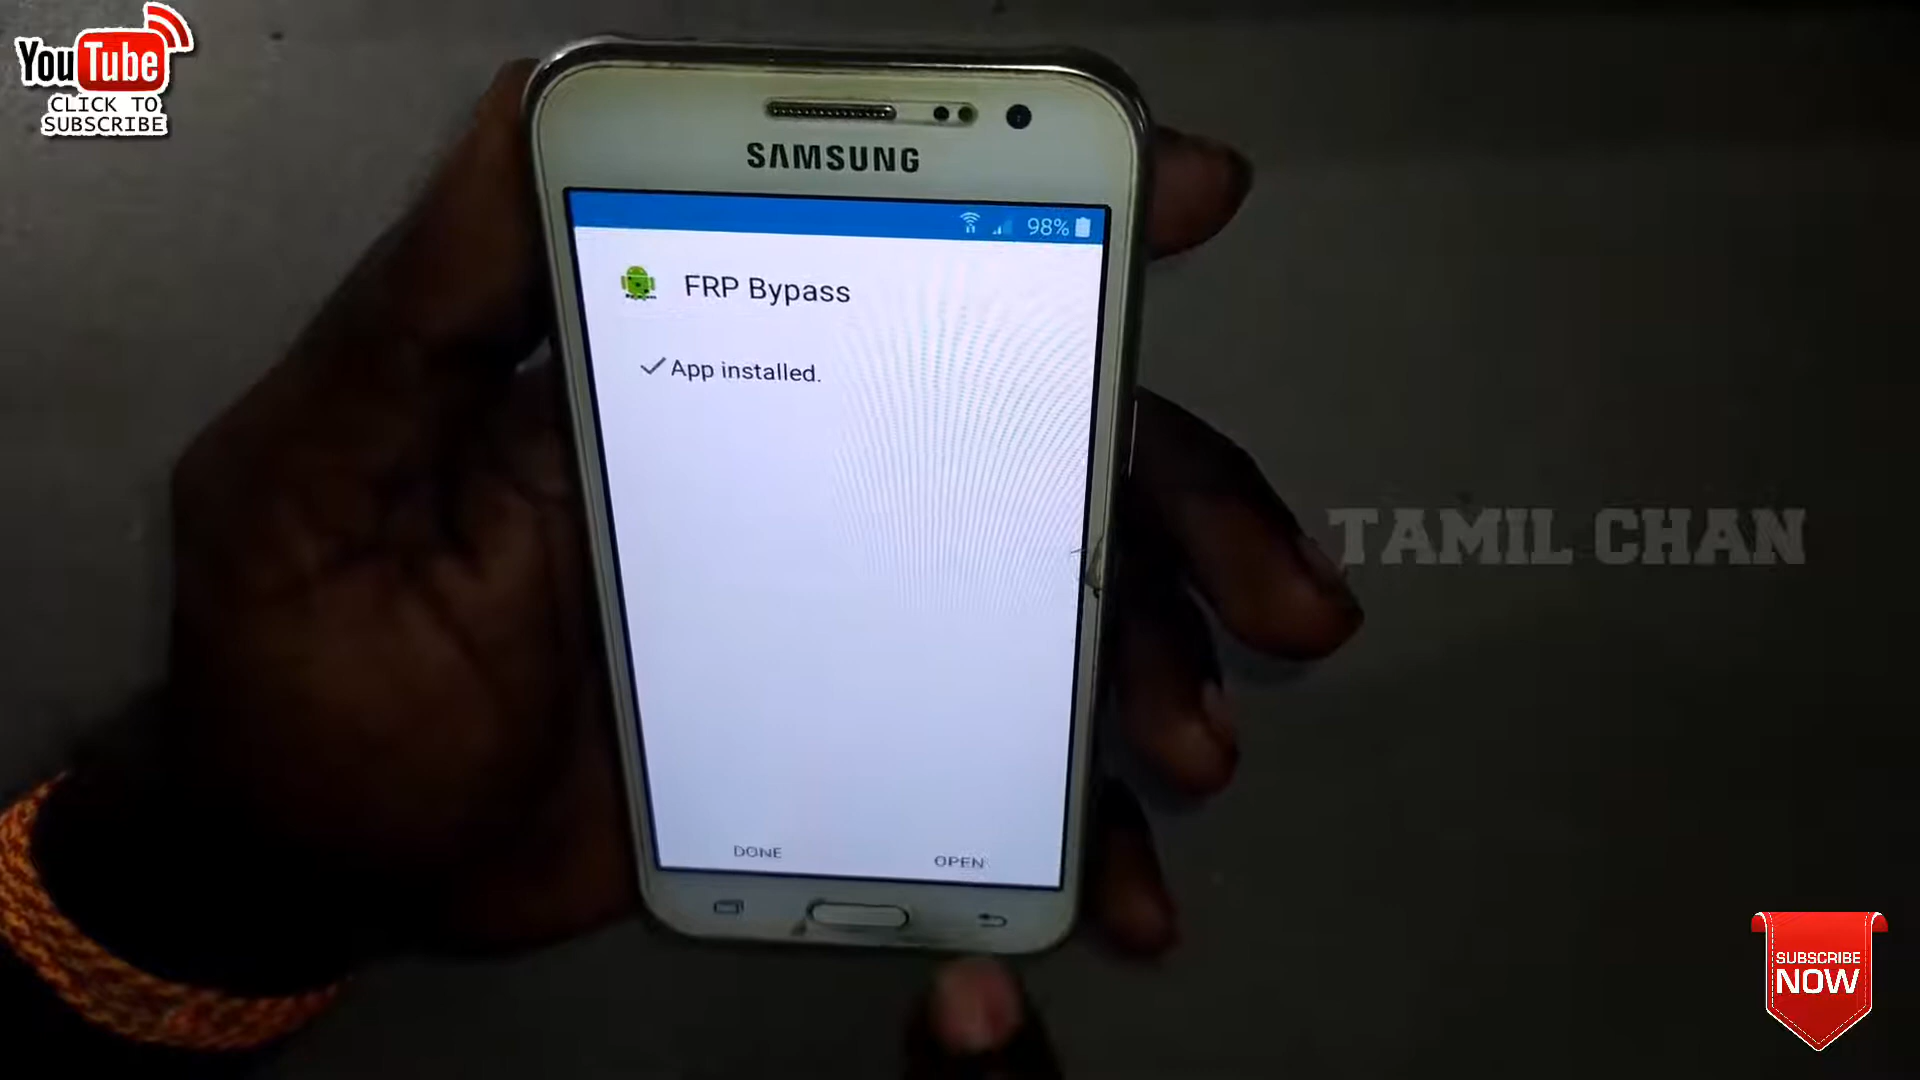 YouTube
CLICK TO
SUBSCRIBE
SAMSUNG
98%
FRP Bypass
App installed.
TAMIL CHAN
DONE
OPEN
SUBSCRIBE
NOW